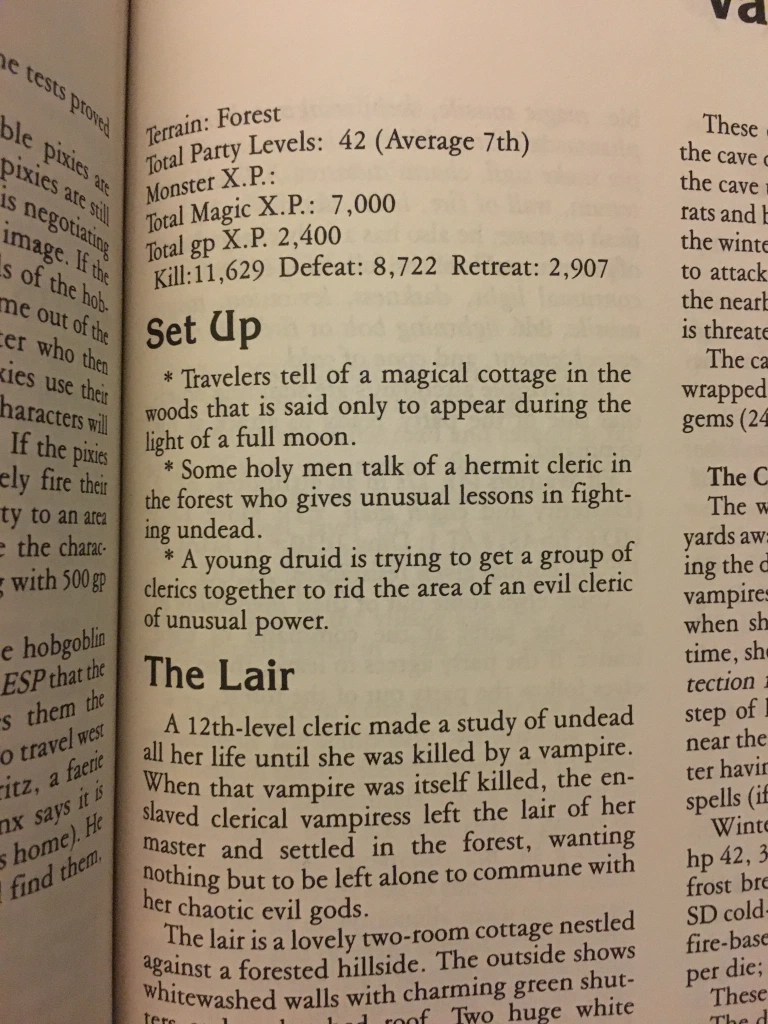 he tests proved
ble pixies are
pixies are still
is negotiating
image. If the
ls of the hob-
me out of the
ter who then
xies use their
haracters will
If the pixies
ely fire their
ty to an area
e the charac-
g with 500 gp
e hobgoblin
ESP that the
s them the
o travel west
ritz, a faerie
nx says it is
s home). He
find them,
Terrain: Forest
Total Party Levels: 42 (Average 7th)
Monster X.P.:
Total Magic X.P.: 7,000
Total gp X.P. 2,400
Kill:11,629 Defeat: 8,722 Retreat: 2,907
Set Up
* Travelers tell of a magical cottage in the
woods that is said only to appear during the
light of a full moon.
* Some holy men talk of a hermit cleric in
the forest who gives unusual lessons in fight-
ing undead.
* A young druid is trying to get a group of
clerics together to rid the area of an evil cleric
of unusual power.
The Lair
A 12th-level cleric made a study of undead
all her life until she was killed by a vampire.
When that vampire was itself killed, the en-
slaved clerical vampiress left the lair of her
master and settled in the forest, wanting
nothing but to be left alone to commune with
her chaotic evil gods.
The lair is a lovely two-room cottage nestled
against a forested hillside. The outside shows
whitewashed walls with charming green shut-
roof. Two huge white
Va
These
the cave
the cave
rats and
the winte
to attack
the nearb
is threate
The ca
wrapped
gems (24
The C
The w
yards aw
ing the d
vampires
when sh
time, sh
tection
step of
near the
ter havin
spells (if
Winte
hp 42, 3
frost bre
SD cold-
fire-base
per die;
These
The d